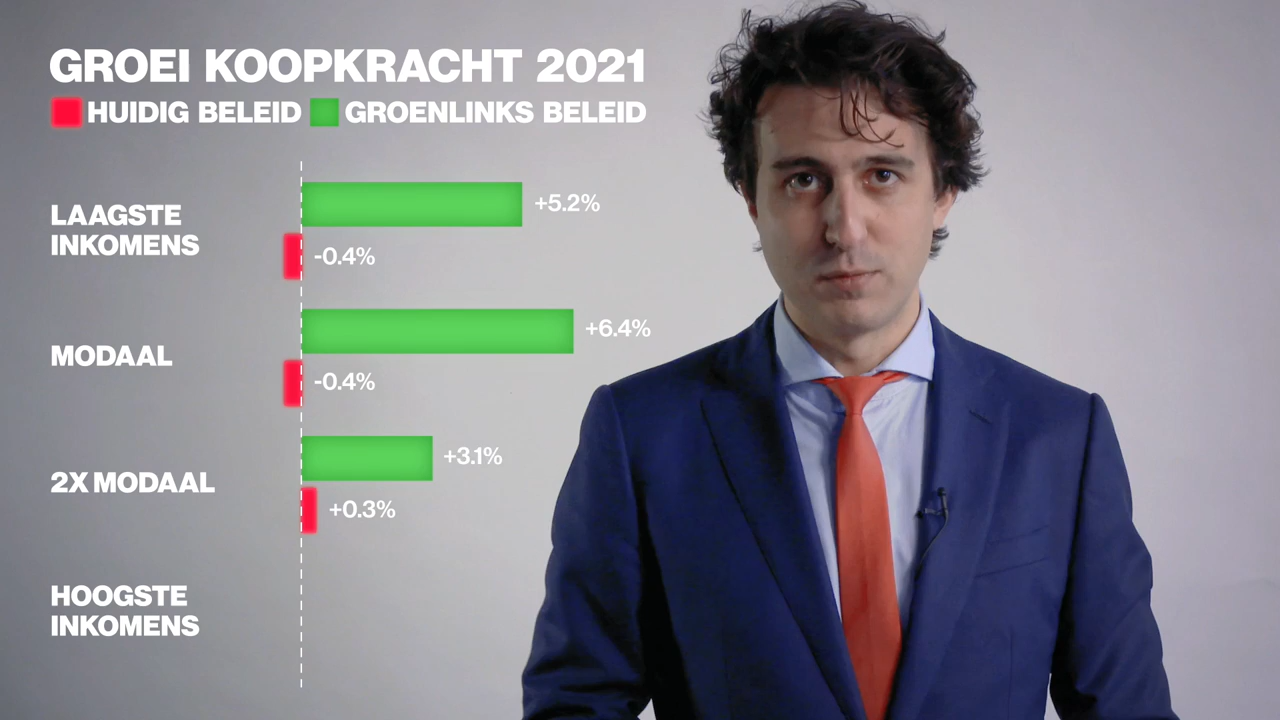 GROEI KOOPKRACHT 2021
HUIDIG BELEID GROENLINKS BELEID
LAAGSTE
INKOMENS
+5.2%
-0.4%
MODAAL
+6.4%
-0.4%
2X MODAAL
+3.1%
+0.3%
HOOGSTE
INKOMENS